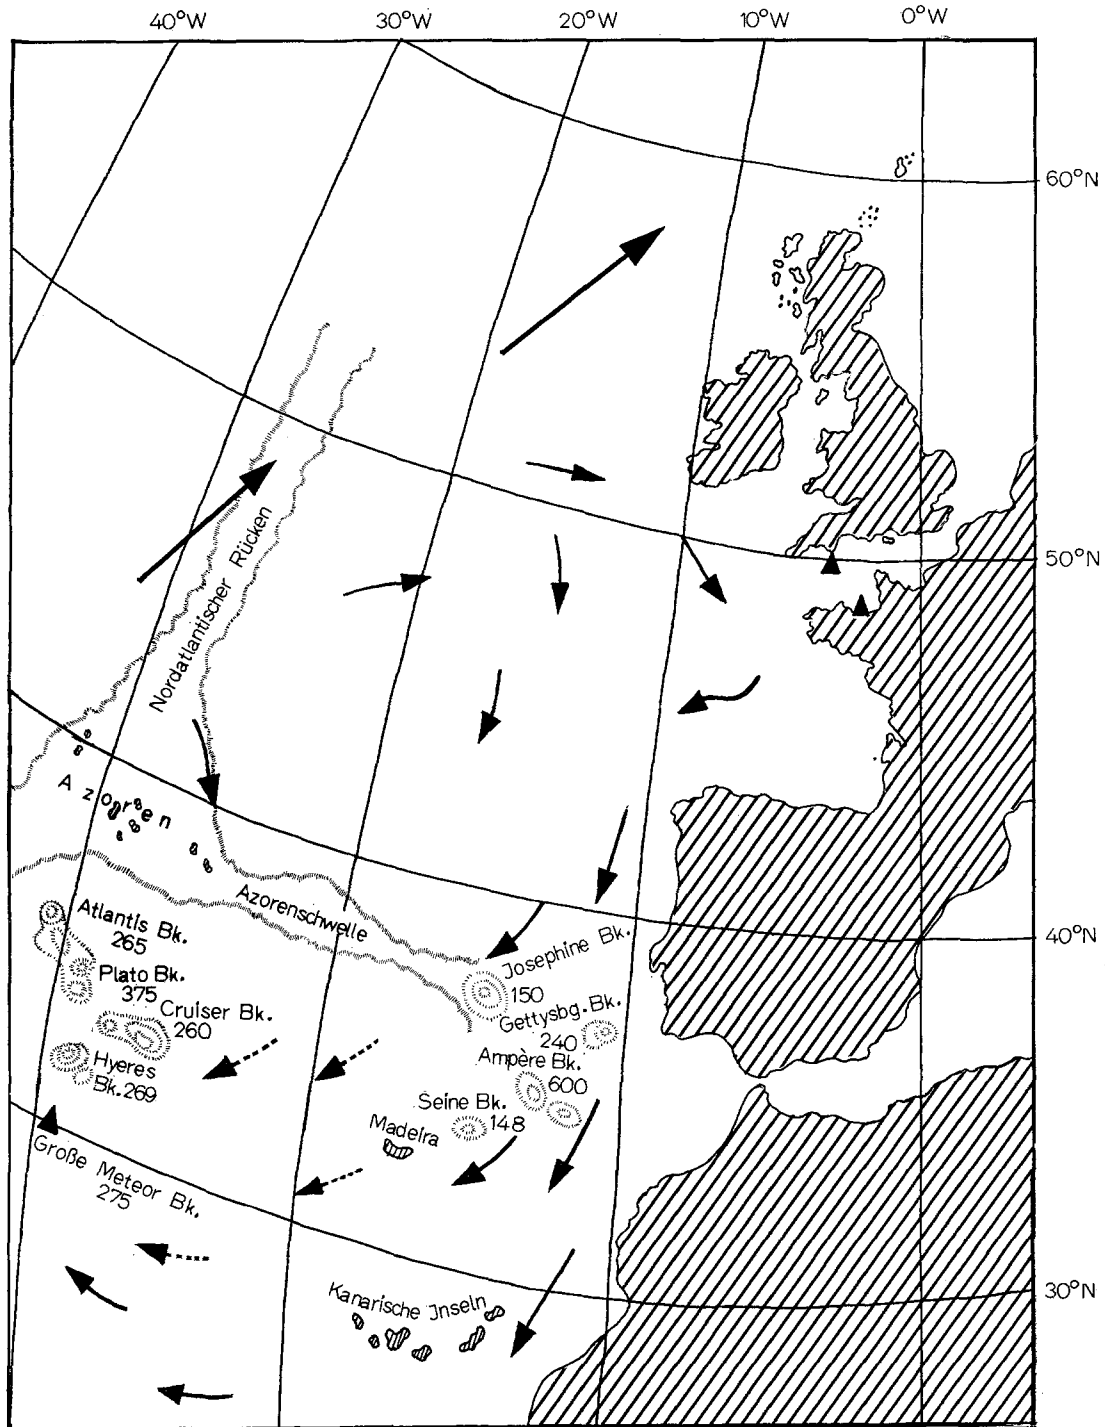 40°W
30°W
20°W
10°W
0°W
60°N
50°N
Nordatlantischer Rücken
Azoren
Azorenschwelle
40°N
Atlantis Bk.
265
Plato Bk.
375
Cruiser Bk.
260
Hyeres
Bk.269
Josephine Bk.
150
Gettysbg. Bk.
240
Ampère Bk.
600
Seine Bk.
148
Madeira
Große Meteor Bk.
275
30°N
Kanarische Jnseln